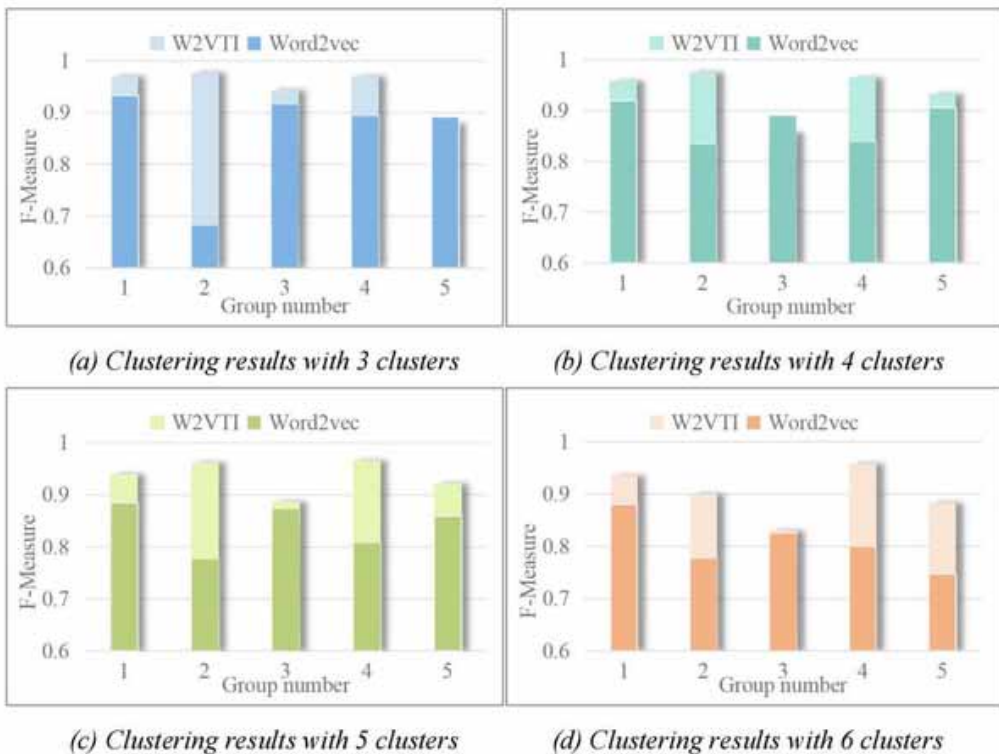 W2VTI Word2vec
W2VTI Word2vec
F-Measure
1
0.9
0.8
0.7
0.6
1 2 3 4 5
Group number
F-Measure
1
0.9
0.8
0.7
0.6
1 2 3 4 5
Group number
(a) Clustering results with 3 clusters
(b) Clustering results with 4 clusters
W2VTI Word2vec
W2VTI Word2vec
F-Measure
1
0.9
0.8
0.7
0.6
1 2 3 4 5
Group number
F-Measure
1
0.9
0.8
0.7
0.6
1 2 3 4 5
Group number
(c) Clustering results with 5 clusters
(d) Clustering results with 6 clusters